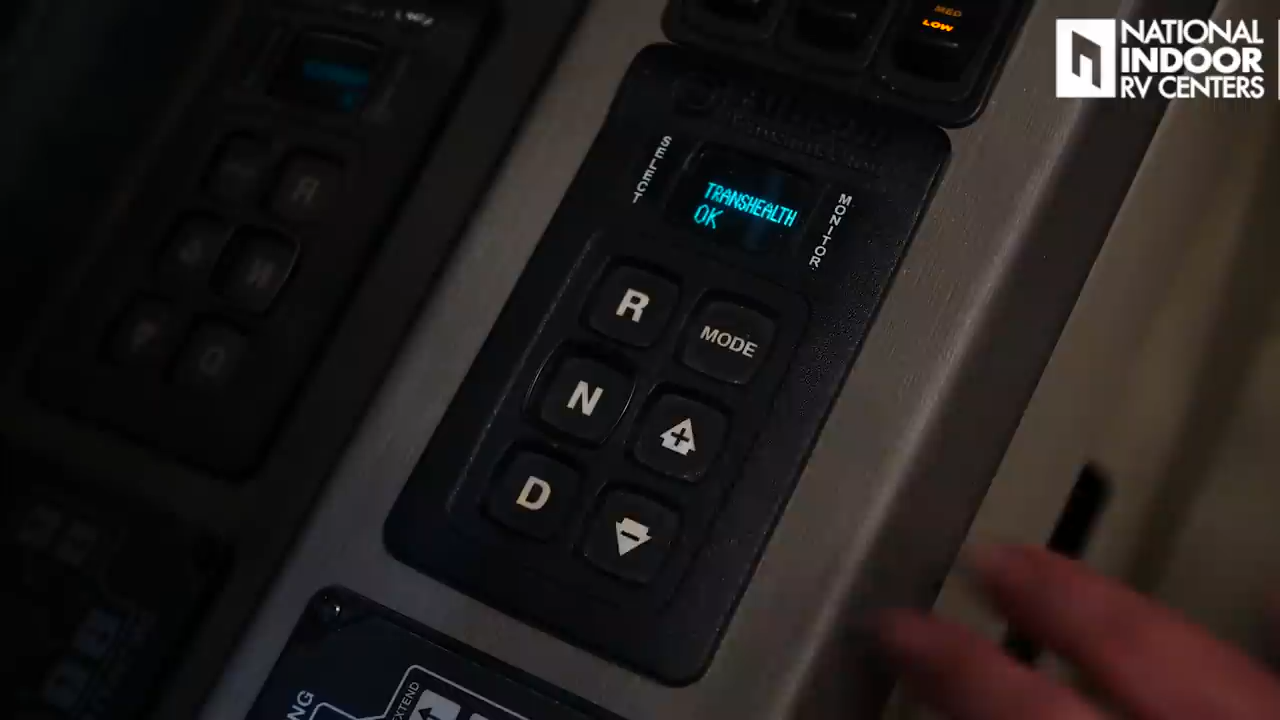 MED
LOW
NATIONAL
INDOOR
RV CENTERS
SELECT
TRANSHEALTH
OK
MONITOR
R
MODE
N
+
D
-
EXTEND